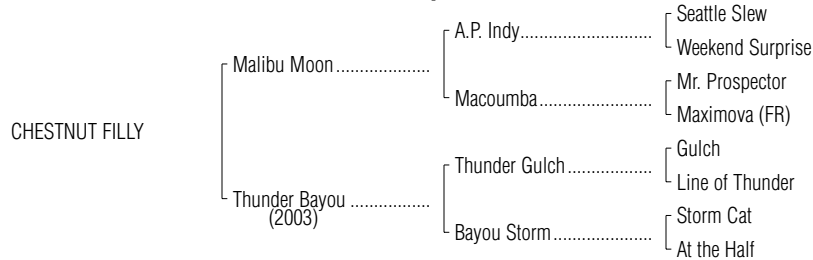 Seattle Slew
A.P. Indy............................
Weekend Surprise
Malibu Moon....................
Mr. Prospector
Macoumba........................
Maximova (FR)
CHESTNUT FILLY
Gulch
Thunder Gulch..................
Line of Thunder
Thunder Bayou .................
(2003)
Storm Cat
Bayou Storm.....................
At the Half